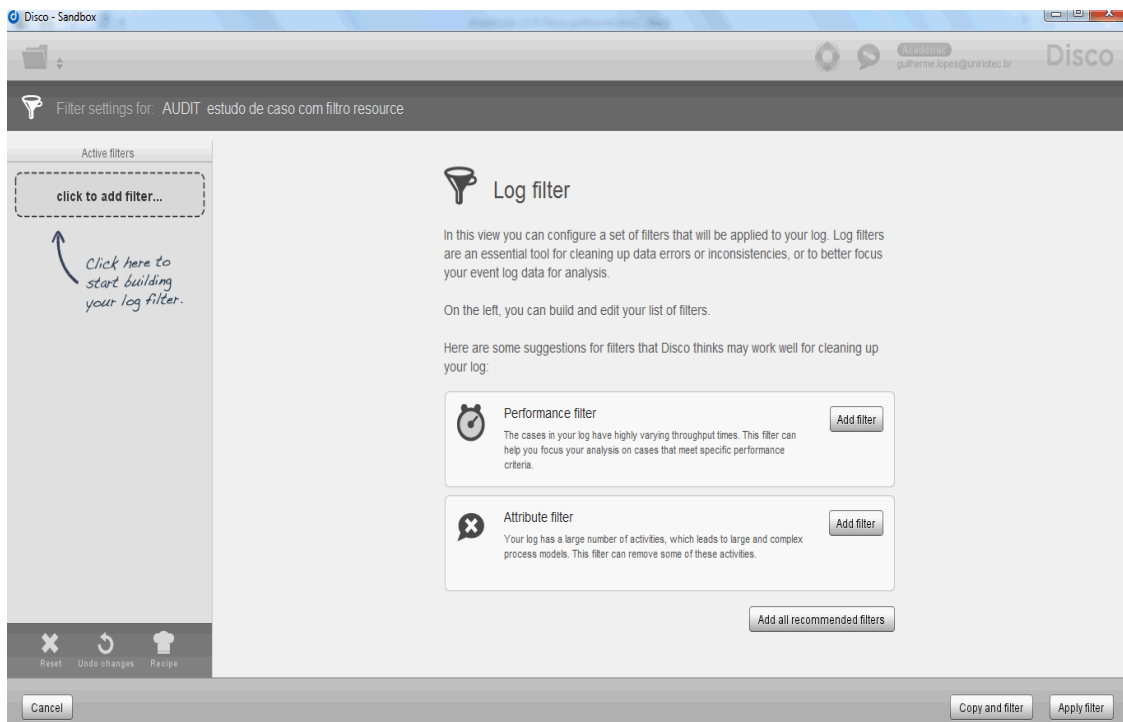 Disco - Sandbox
Academic
guilherme.lopes@uniriotec.br
Disco
Filter settings for: AUDIT estudo de caso com filtro resource
Active filters
click to add filter...
Click here to
start building
your log filter.
Log filter
In this view you can configure a set of filters that will be applied to your log. Log filters
are an essential tool for cleaning up data errors or inconsistencies, or to better focus
your event log data for analysis.
On the left, you can build and edit your list of filters.
Here are some suggestions for filters that Disco thinks may work well for cleaning up
your log:
Performance filter
The cases in your log have highly varying throughput times. This filter can
help you focus your analysis on cases that meet specific performance
criteria.
Add filter
Attribute filter
Your log has a large number of activities, which leads to large and complex
process models. This filter can remove some of these activities.
Add filter
Add all recommended filters
Reset
Undo changes
Recipe
Cancel
Copy and filter
Apply filter